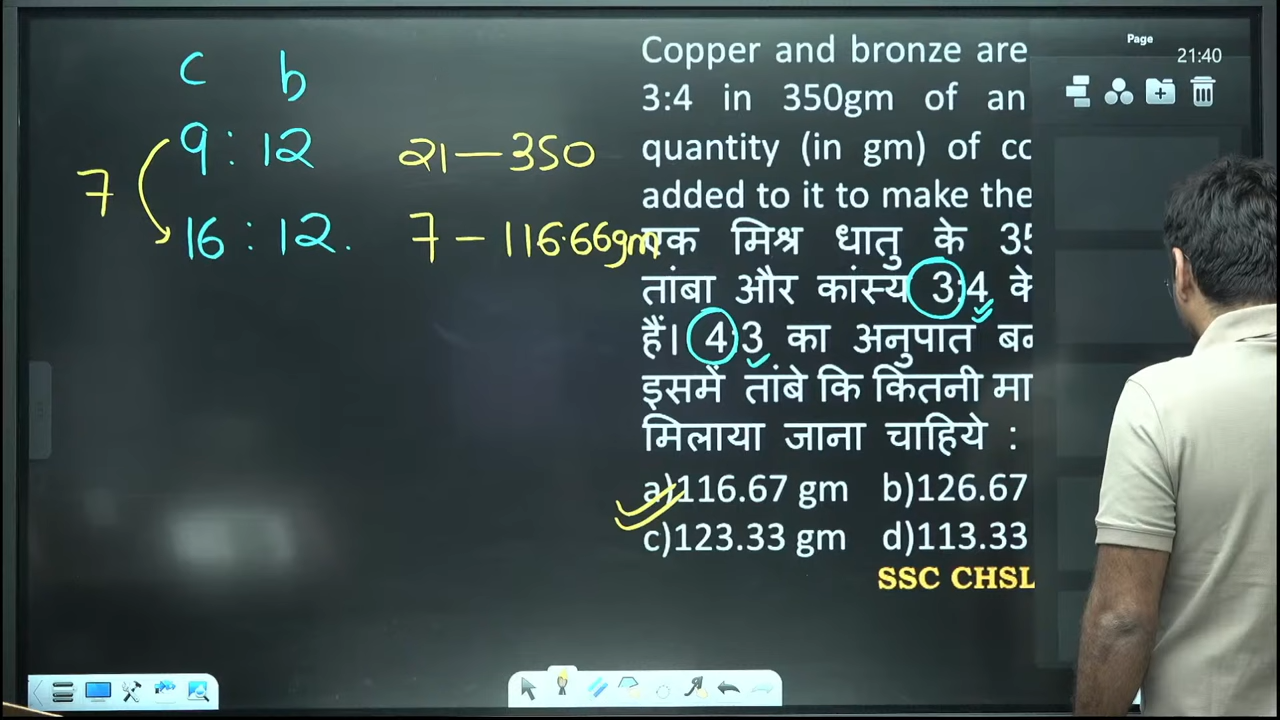 c b
9 : 12
21 — 350
7
16 : 12.
7 — 116.66gm
Copper and bronze are
3:4 in 350gm of an
quantity (in gm) of co
added to it to make the
एक मिश्र धातु के 35
तांबा और कांस्य 3:4 के
हैं। 4:3 का अनुपात बन
इसमें तांबे कि कितनी मा
मिलाया जाना चाहिये :
a)116.67 gm b)126.67
c)123.33 gm d)113.33
SSC CHSL
Page
21:40